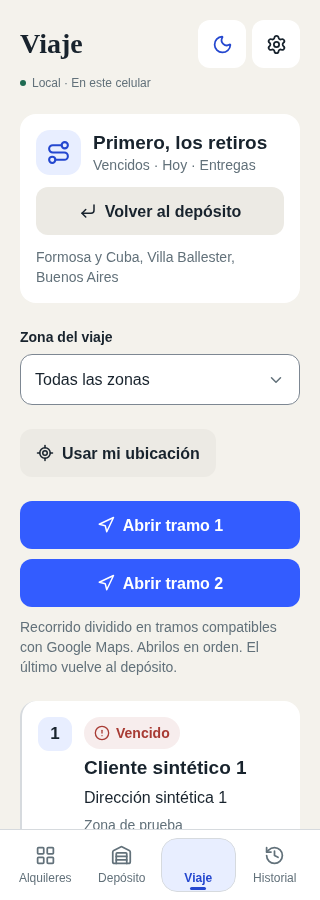 Viaje
Local · En este celular
Primero, los retiros
Vencidos · Hoy · Entregas
Volver al depósito
Formosa y Cuba, Villa Ballester,
Buenos Aires
Zona del viaje
Todas las zonas
Usar mi ubicación
Abrir tramo 1
Abrir tramo 2
Recorrido dividido en tramos compatibles
con Google Maps. Abrilos en orden. El
último vuelve al depósito.
1
Vencido
Cliente sintético 1
Dirección sintética 1
Zona de prueba
Alquileres
Depósito
Viaje
Historial